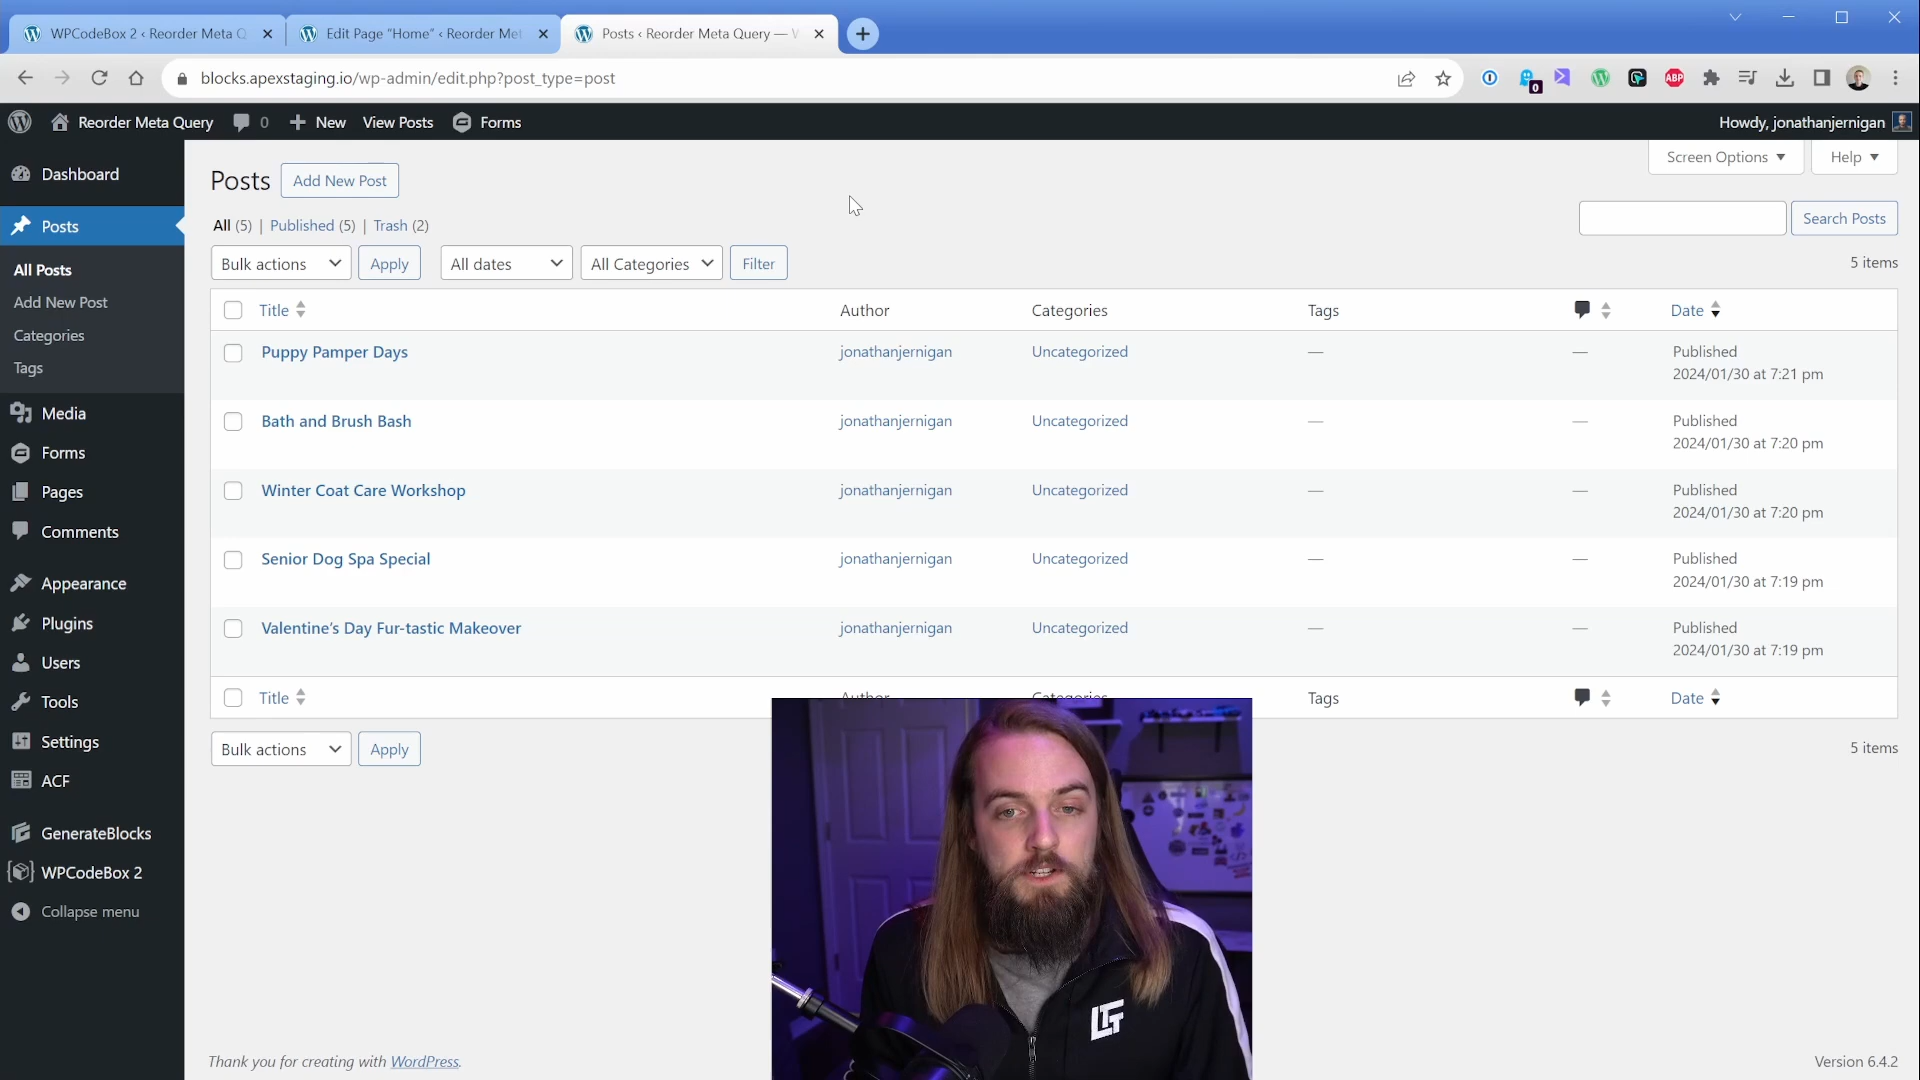 WPCodeBox 2 ‹ Reorder Meta Q
Edit Page "Home" ‹ Reorder Met
Posts ‹ Reorder Meta Query — W
blocks.apexstaging.io/wp-admin/edit.php?post_type=post
0
ABP
Reorder Meta Query
0
New
View Posts
Forms
Howdy, jonathanjernigan
Dashboard
Posts
All Posts
Add New Post
Categories
Tags
Media
Forms
Pages
Comments
Appearance
Plugins
Users
Tools
Settings
ACF
GenerateBlocks
WPCodeBox 2
Collapse menu
Screen Options
Help
Posts
Add New Post
All (5) | Published (5) | Trash (2)
Search Posts
Bulk actions
Apply
All dates
All Categories
Filter
5 items
Title
Author
Categories
Tags
Date
Puppy Pamper Days
jonathanjernigan
Uncategorized
—
—
Published
2024/01/30 at 7:21 pm
Bath and Brush Bash
jonathanjernigan
Uncategorized
—
—
Published
2024/01/30 at 7:20 pm
Winter Coat Care Workshop
jonathanjernigan
Uncategorized
—
—
Published
2024/01/30 at 7:20 pm
Senior Dog Spa Special
jonathanjernigan
Uncategorized
—
—
Published
2024/01/30 at 7:19 pm
Valentine's Day Fur-tastic Makeover
jonathanjernigan
Uncategorized
—
—
Published
2024/01/30 at 7:19 pm
Title
Author
Categories
Tags
Date
Bulk actions
Apply
5 items
LTT
Thank you for creating with WordPress.
Version 6.4.2